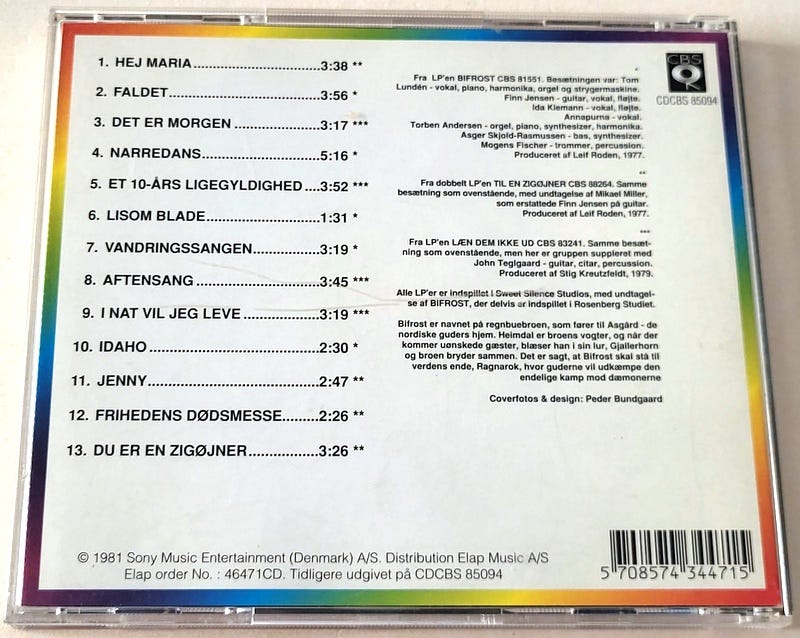 1. HEJ MARIA..........................3:38 **
2. FALDET...............................3:56 *
3. DET ER MORGEN ................3:17 ***
4. NARREDANS.......................5:16 *
5. ET 10-ÅRS LIGEGYLDIGHED ....3:52 ***
6. LISOM BLADE......................1:31 *
7. VANDRINGSSANGEN.............3:19 *
8. AFTENSANG .......................3:45 ***
9. I NAT VIL JEG LEVE..............3:19 ***
10. IDAHO................................2:30 *
11. JENNY................................2:47 **
12. FRIHEDENS DØDSMESSE.......2:26 **
13. DU ER EN ZIGØJNER..............3:26 **
*
Fra LP'en BIFROST CBS 81551. Besætningen var: Tom
Lundén - vokal, piano, harmonika, orgel og strygermaskine.
Finn Jensen - guitar, vokal, fløjte.
Ida Klemann - vokal, fløjte.
Annapurna - vokal.
Torben Andersen - orgel, piano, synthesizer, harmonika.
Asger Skjold-Rasmussen - bas, synthesizer.
Mogens Fischer - trommer, percussion.
Produceret af Leif Roden, 1977.
**
Fra dobbelt LP'en TIL EN ZIGØJNER CBS 88264. Samme
besætning som ovenstående, med undtagelse af Mikael Miller,
som erstattede Finn Jensen på guitar.
Produceret af Leif Roden, 1977.
***
Fra LP'en LÆN DEM IKKE UD CBS 83241. Samme besæt-
ning som ovenstående, men her er gruppen suppleret med
John Teglgaard - guitar, citar, percussion.
Produceret af Stig Kreutzfeldt, 1979.
Alle LP'er er indspillet i Sweet Silence Studios, med undtagel-
se af BIFROST, der delvis er indspillet i Rosenberg Studiet.
Bifrost er navnet på regnbuebroen, som fører til Asgård - de
nordiske guders hjem. Heimdal er broens vogter, og når der
kommer uønskede gæster, blæser han i sin lur, Gjallerhorn
og broen bryder sammen. Det er sagt, at Bifrost skal stå til
verdens ende, Ragnarok, hvor guderne vil udkæmpe den
endelige kamp mod dæmonerne
Coverfotos & design: Peder Bundgaard
CBS
CDCBS 85094
© 1981 Sony Music Entertainment (Denmark) A/S. Distribution Elap Music A/S
Elap order No. : 46471CD. Tidligere udgivet på CDCBS 85094
5 708574 344715